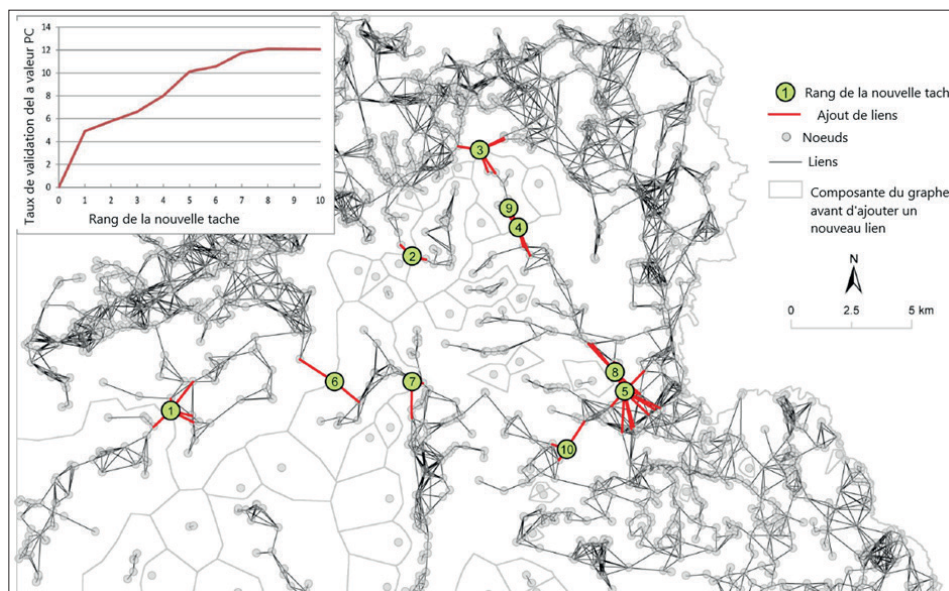 Taux de validation del a valeur PC
14
12
10
8
6
4
2
0
0 1 2 3 4 5 6 7 8 9 10
Rang de la nouvelle tache
1 Rang de la nouvelle tache
Ajout de liens
Noeuds
Liens
Composante du graphe
avant d'ajouter un
nouveau lien
N
0 2.5 5 km
3
9
4
2
8
6
7
5
1
10